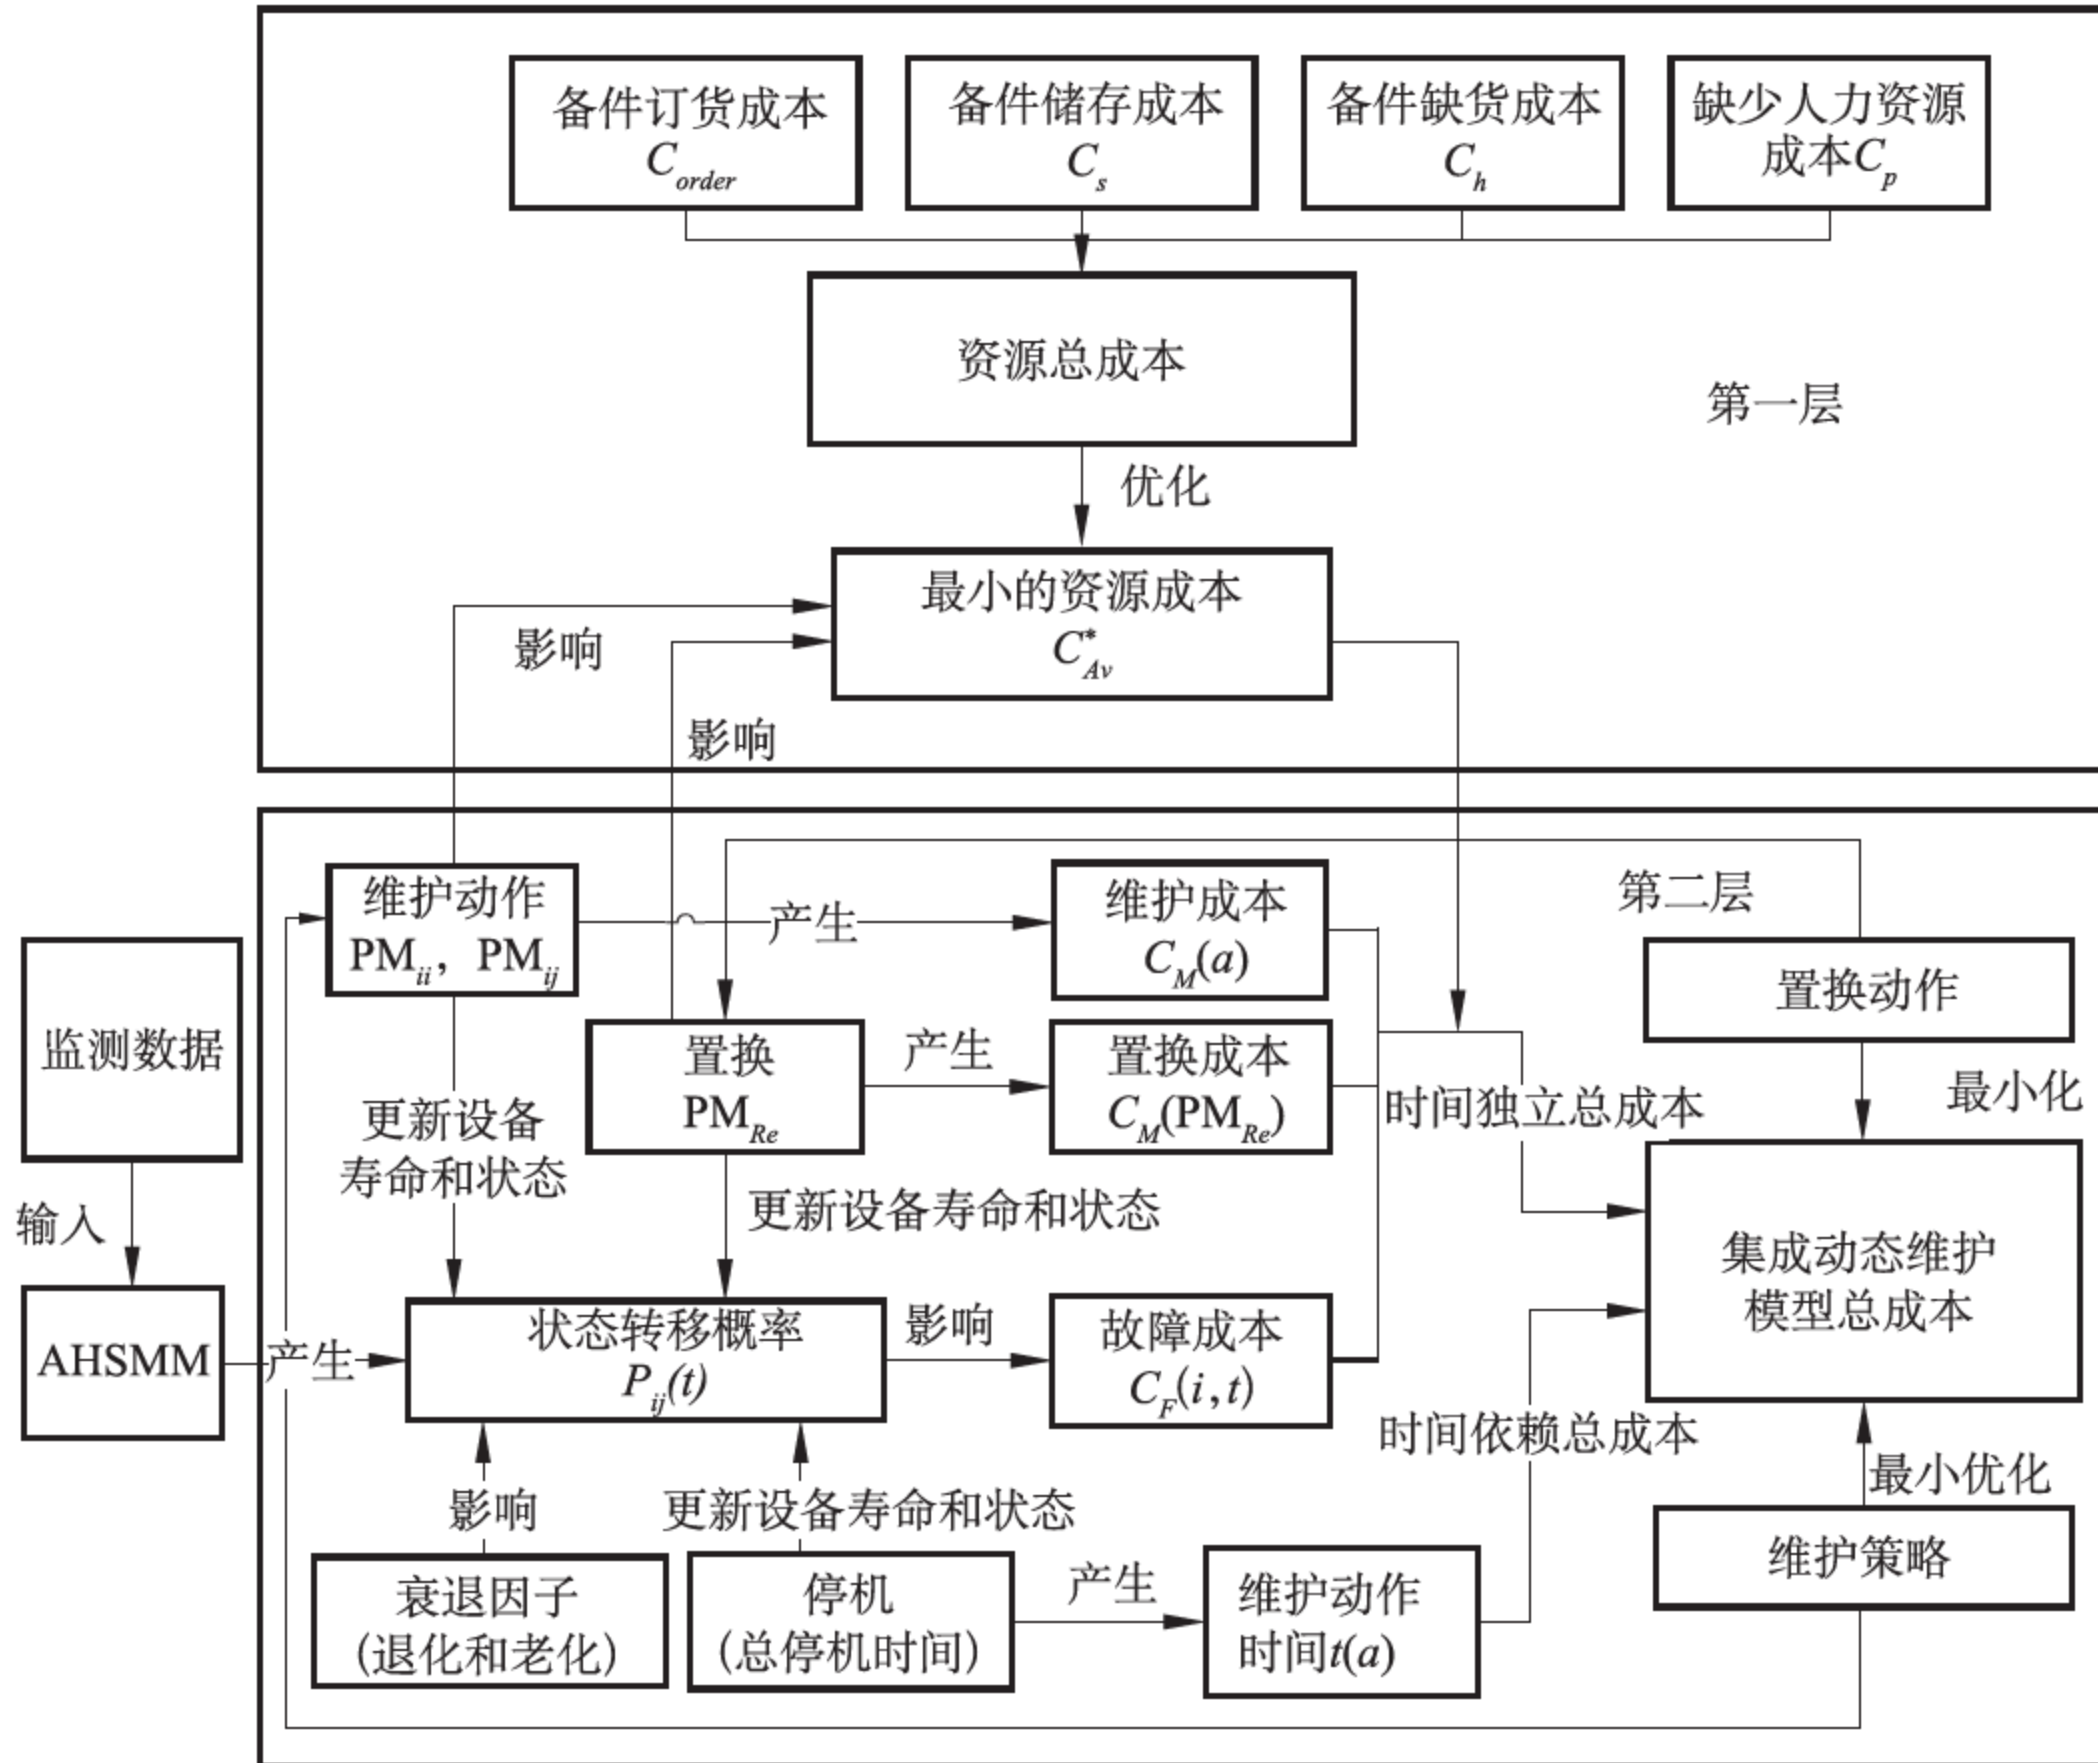 备件订货成本
C_order
备件储存成本
C_s
备件缺货成本
C_h
缺少人力资源
成本C_p
资源总成本
第一层
优化
最小的资源成本
C*_Av
影响
影响
维护动作
PM_ii，PM_ij
产生
维护成本
C_M(a)
第二层
置换动作
监测数据
置换
PM_Re
产生
置换成本
C_M(PM_Re)
时间独立总成本
最小化
更新设备
寿命和状态
更新设备寿命和状态
输入
集成动态维护
模型总成本
AHSMM
产生
状态转移概率
P_ij(t)
影响
故障成本
C_F(i,t)
时间依赖总成本
影响
更新设备寿命和状态
最小优化
维护策略
衰退因子
(退化和老化)
停机
(总停机时间)
产生
维护动作
时间t(a)